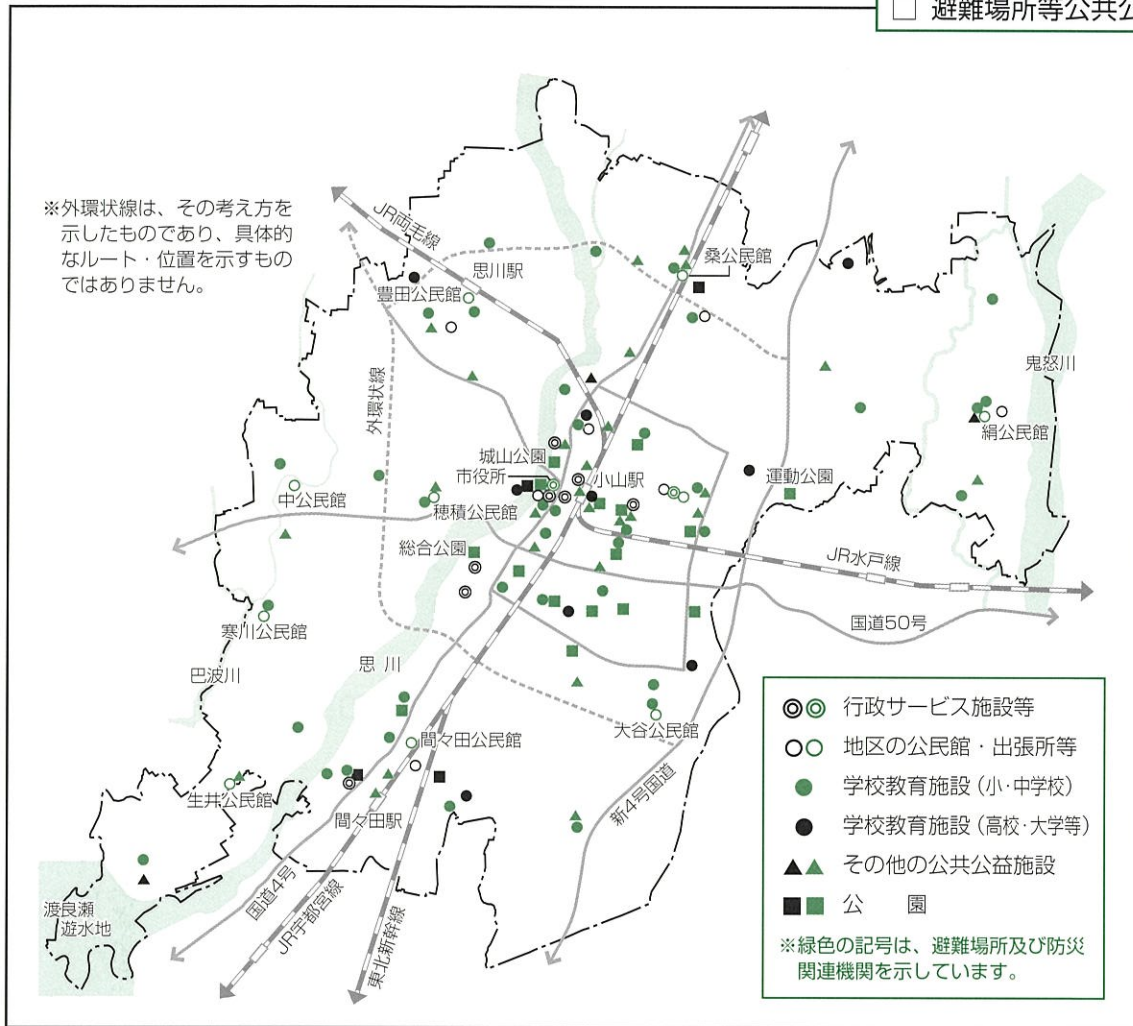 □ 避難場所等公共公
※外環状線は、その考え方を
示したものであり、具体的
なルート・位置を示すもの
ではありません。
JR両毛線
思川駅
桑公民館
豊田公民館
外環状線
鬼怒川
絹公民館
城山公園
市役所
小山駅
運動公園
中公民館
穂積公民館
総合公園
JR水戸線
国道50号
寒川公民館
巴波川
思 川
大谷公民館
間々田公民館
新4号国道
生井公民館
間々田駅
国道4号
JR宇都宮線
東北新幹線
渡良瀬
遊水地
行政サービス施設等
地区の公民館・出張所等
学校教育施設（小・中学校）
学校教育施設（高校・大学等）
その他の公共公益施設
公 園
※緑色の記号は、避難場所及び防災
関連機関を示しています。